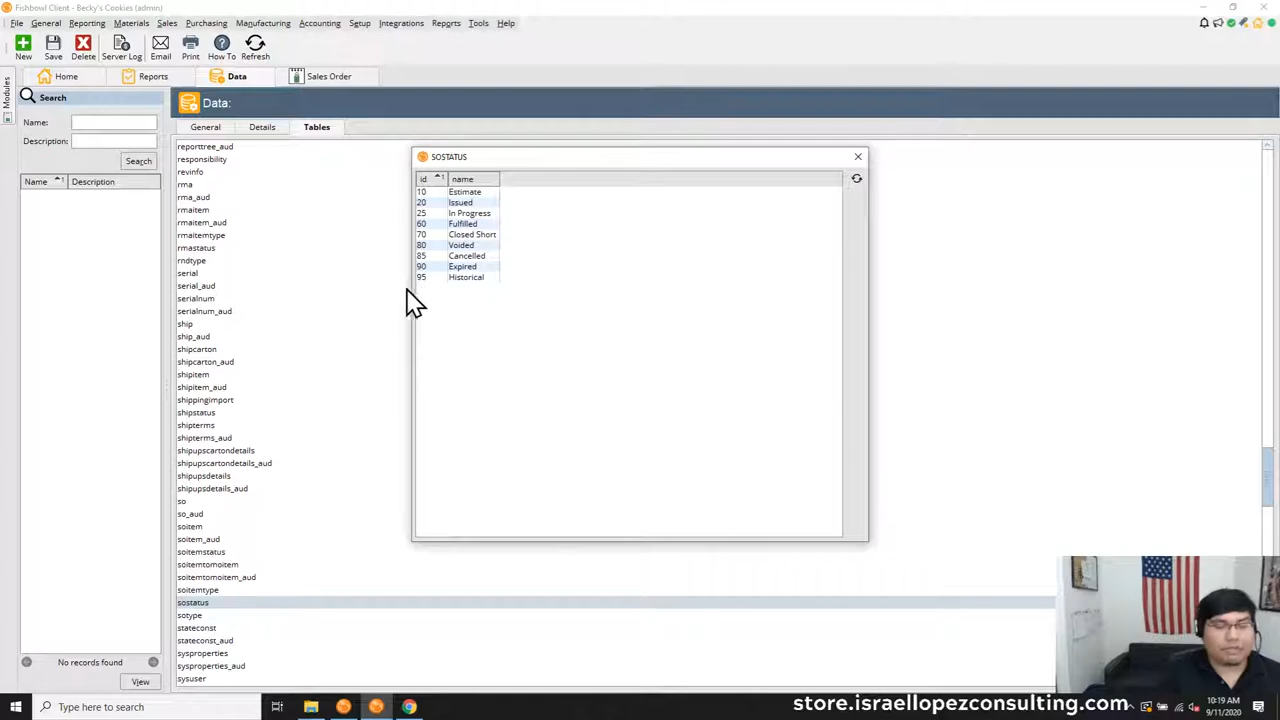 Fishbowl Client - Becky's Cookies (admin)
File General Reporting Materials Sales Purchasing Manufacturing Accounting Setup Integrations Reports Tools Help
New Save Delete Server Log Email Print How To Refresh
Modules
Home Reports Data Sales Order
Search
Name:
Description:
Search
Name 1 Description
No records found
View
Data:
General Details Tables
reporttree_aud
responsibility
revinfo
rma
rma_aud
rmaitem
rmaitem_aud
rmaitemtype
rmastatus
rndtype
serial
serial_aud
serialnum
serialnum_aud
ship
ship_aud
shipcarton
shipcarton_aud
shipitem
shipitem_aud
shippingimport
shipstatus
shipterms
shipterms_aud
shipupscartondetails
shipupscartondetails_aud
shipupsdetails
shipupsdetails_aud
so
so_aud
soitem
soitem_aud
soitemstatus
soitemtomoitem
soitemtomoitem_aud
soitemtype
sostatus
sotype
stateconst
stateconst_aud
sysproperties
sysproperties_aud
sysuser
SOSTATUS
id 1 name
10 Estimate
20 Issued
25 In Progress
60 Fulfilled
70 Closed Short
80 Voided
85 Cancelled
90 Expired
95 Historical
Type here to search
store.israellopezconsulting.com
10:19 AM
9/11/2020